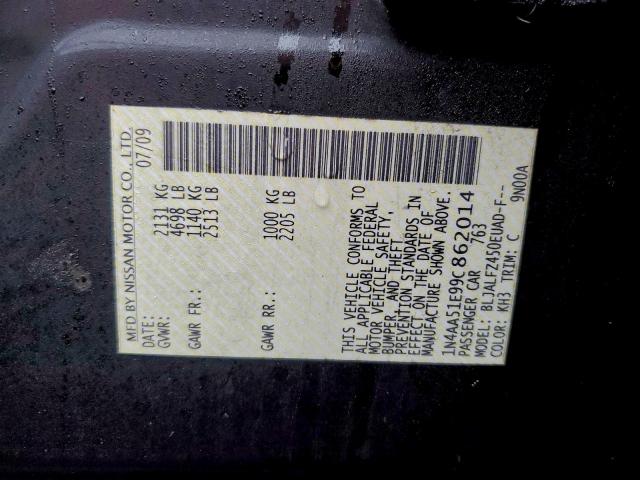 MFD BY NISSAN MOTOR CO., LTD.
DATE: 07/09
GVWR: 2131 KG
4698 LB
GAWR FR: 1140 KG
2513 LB
GAWR RR: 1000 KG
2205 LB
THIS VEHICLE CONFORMS TO
ALL APPLICABLE FEDERAL
MOTOR VEHICLE SAFETY,
BUMPER, AND THEFT
PREVENTION STANDARDS IN
EFFECT ON THE DATE OF
MANUFACTURE SHOWN ABOVE.
1N4AA51E99C862014
PASSENGER CAR 763
MODEL: BLJALFZ450EUAD-F--
COLOR: KH3 TRIM: C 9N00A